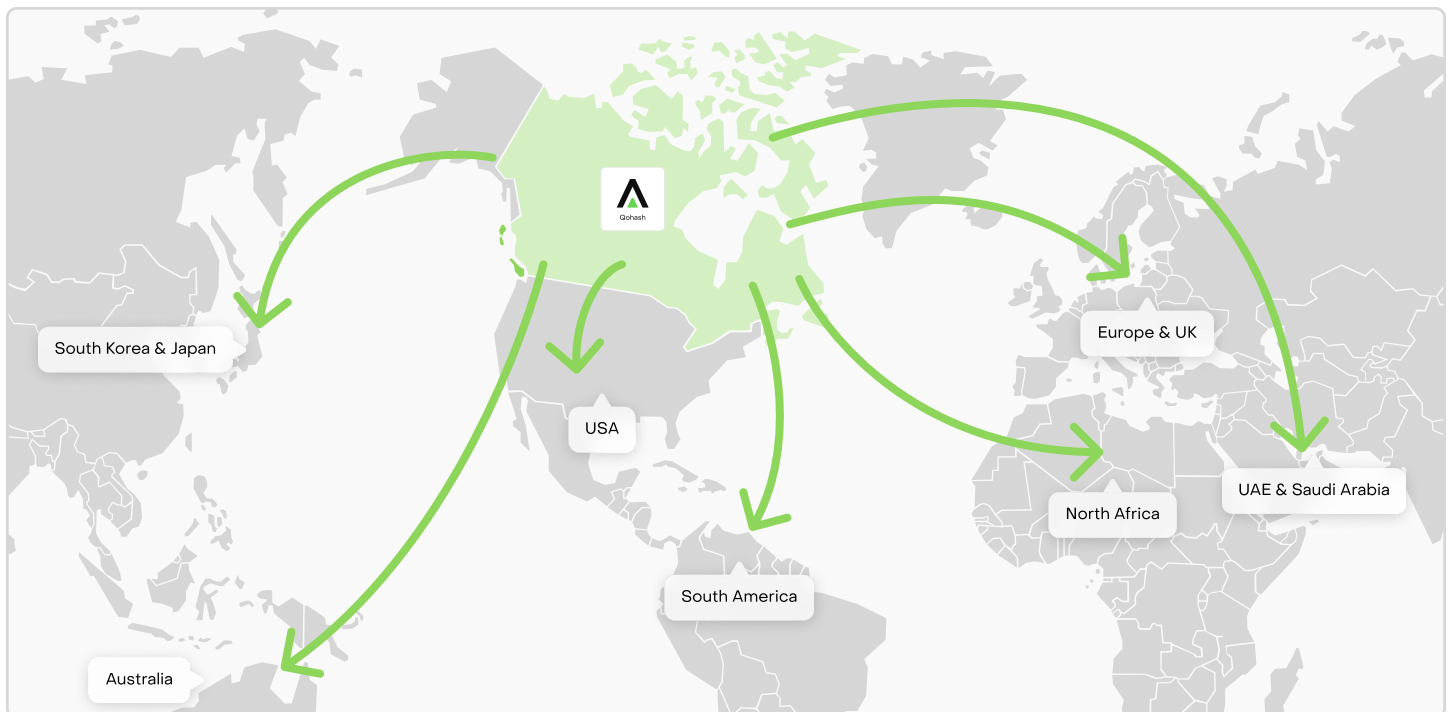 Qohash
Europe & UK
South Korea & Japan
USA
UAE & Saudi Arabia
North Africa
South America
Australia